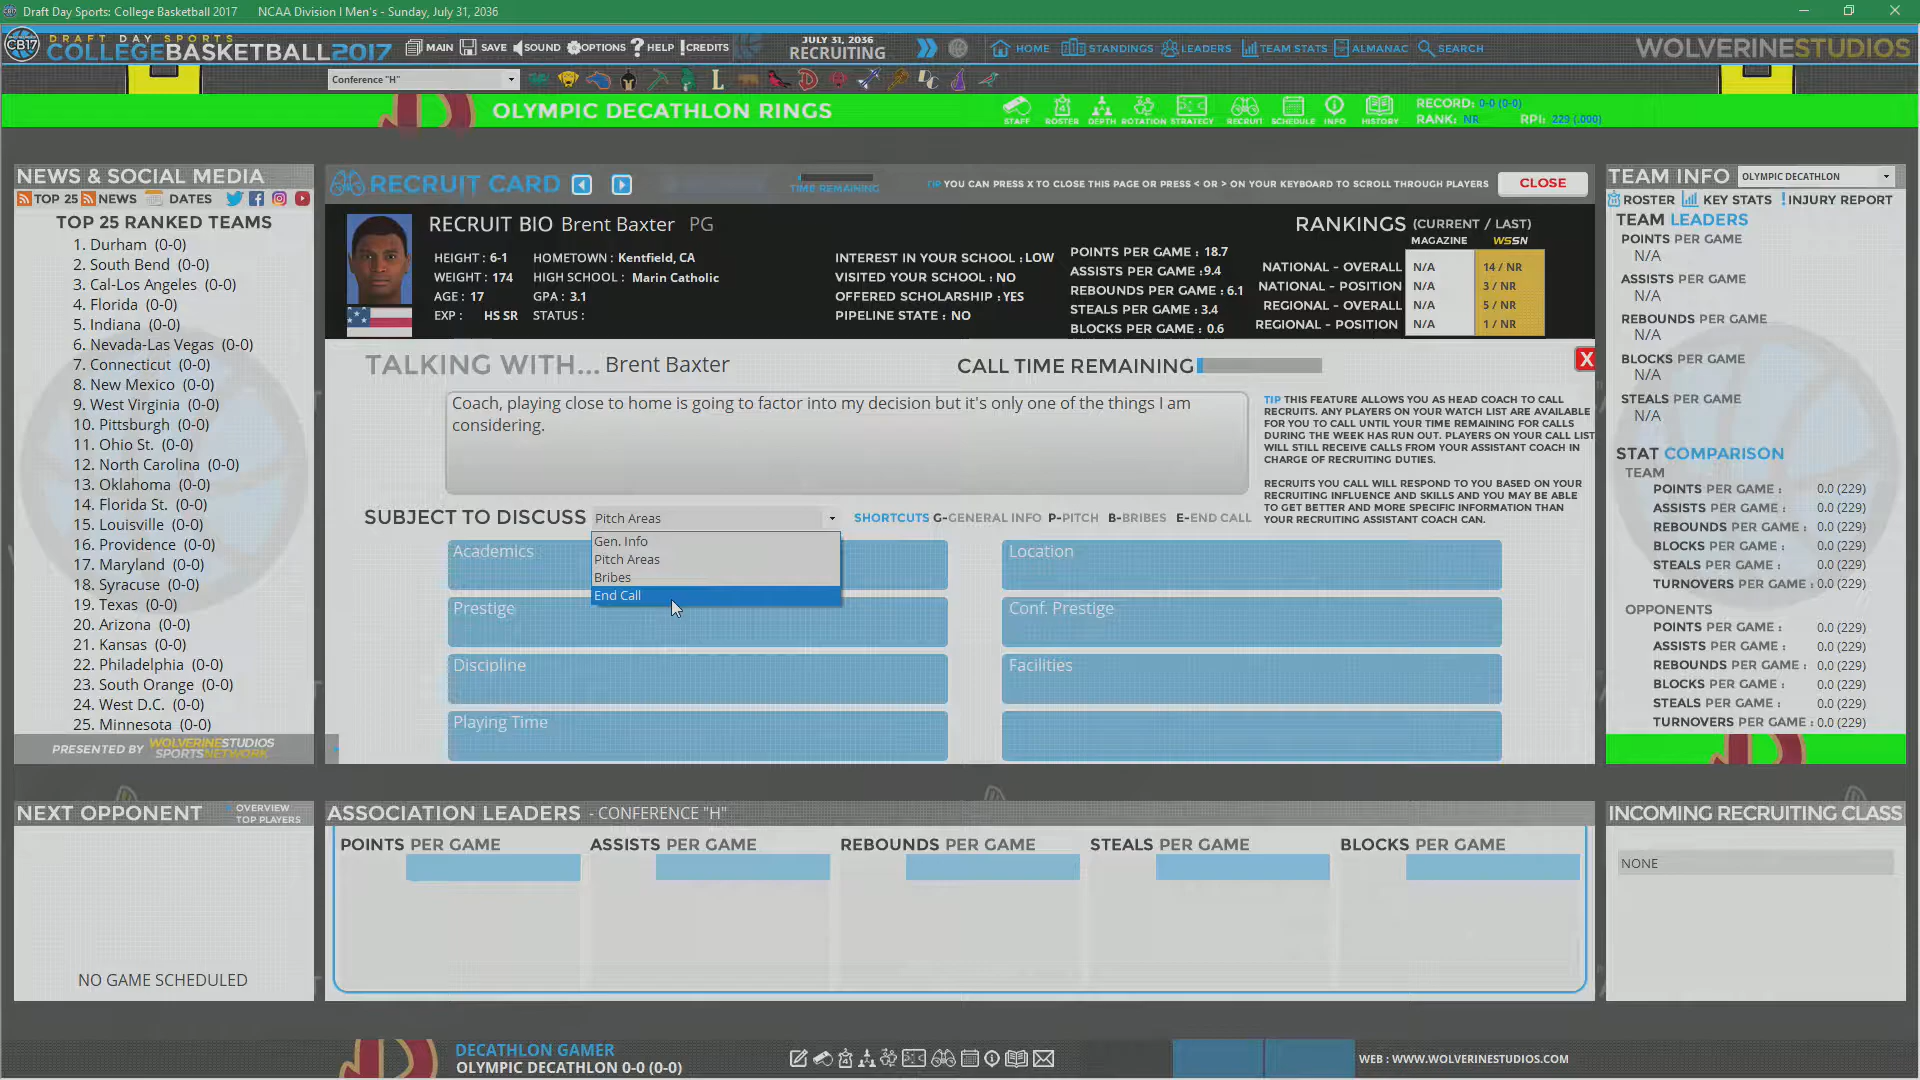 Draft Day Sports: College Basketball 2017 NCAA Division I Men's - Sunday, July 31, 2036
CB17 DRAFT DAY SPORTS
COLLEGEBASKETBALL2017
MAIN SAVE SOUND OPTIONS HELP CREDITS
JULY 31, 2036
RECRUITING
HOME STANDINGS LEADERS TEAM STATS ALMANAC SEARCH
WOLVERINESTUDIOS
Conference "H"
OLYMPIC DECATHLON RINGS
STAFF ROSTER DEPTH ROTATION STRATEGY RECRUIT SCHEDULE INFO HISTORY
RECORD: 0-0 (0-0)
RANK: NR RPI: 229 (.000)
NEWS & SOCIAL MEDIA
TOP 25 NEWS DATES
TOP 25 RANKED TEAMS
1. Durham (0-0)
2. South Bend (0-0)
3. Cal-Los Angeles (0-0)
4. Florida (0-0)
5. Indiana (0-0)
6. Nevada-Las Vegas (0-0)
7. Connecticut (0-0)
8. New Mexico (0-0)
9. West Virginia (0-0)
10. Pittsburgh (0-0)
11. Ohio St. (0-0)
12. North Carolina (0-0)
13. Oklahoma (0-0)
14. Florida St. (0-0)
15. Louisville (0-0)
16. Providence (0-0)
17. Maryland (0-0)
18. Syracuse (0-0)
19. Texas (0-0)
20. Arizona (0-0)
21. Kansas (0-0)
22. Philadelphia (0-0)
23. South Orange (0-0)
24. West D.C. (0-0)
25. Minnesota (0-0)
PRESENTED BY WOLVERINESTUDIOS
SPORTSNETWORK
RECRUIT CARD
TIME REMAINING
TIP YOU CAN PRESS X TO CLOSE THIS PAGE OR PRESS < OR > ON YOUR KEYBOARD TO SCROLL THROUGH PLAYERS
CLOSE
RECRUIT BIO Brent Baxter PG
HEIGHT : 6-1 HOMETOWN : Kentfield, CA
WEIGHT : 174 HIGH SCHOOL : Marin Catholic
AGE : 17 GPA : 3.1
EXP : HS SR STATUS :
INTEREST IN YOUR SCHOOL : LOW
VISITED YOUR SCHOOL : NO
OFFERED SCHOLARSHIP : YES
PIPELINE STATE : NO
POINTS PER GAME : 18.7
ASSISTS PER GAME : 9.4
REBOUNDS PER GAME : 6.1
STEALS PER GAME : 3.4
BLOCKS PER GAME : 0.6
RANKINGS (CURRENT / LAST)
MAGAZINE WSSN
NATIONAL - OVERALL N/A 14 / NR
NATIONAL - POSITION N/A 3 / NR
REGIONAL - OVERALL N/A 5 / NR
REGIONAL - POSITION N/A 1 / NR
TALKING WITH... Brent Baxter
CALL TIME REMAINING
X
Coach, playing close to home is going to factor into my decision but it's only one of the things I am
considering.
TIP THIS FEATURE ALLOWS YOU AS HEAD COACH TO CALL
RECRUITS. ANY PLAYERS ON YOUR WATCH LIST ARE AVAILABLE
FOR YOU TO CALL UNTIL YOUR TIME REMAINING FOR CALLS
DURING THE WEEK HAS RUN OUT. PLAYERS ON YOUR CALL LIST
WILL STILL RECEIVE CALLS FROM YOUR ASSISTANT COACH IN
CHARGE OF RECRUITING DUTIES.
RECRUITS YOU CALL WILL RESPOND TO YOU BASED ON YOUR
RECRUITING INFLUENCE AND SKILLS AND YOU MAY BE ABLE
TO GET BETTER AND MORE SPECIFIC INFORMATION THAN
YOUR RECRUITING ASSISTANT COACH CAN.
SUBJECT TO DISCUSS Pitch Areas
SHORTCUTS G-GENERAL INFO P-PITCH B-BRIBES E-END CALL
Gen. Info
Pitch Areas
Bribes
End Call
Academics Location
Prestige Conf. Prestige
Discipline Facilities
Playing Time
TEAM INFO OLYMPIC DECATHLON
ROSTER KEY STATS INJURY REPORT
TEAM LEADERS
POINTS PER GAME
N/A
ASSISTS PER GAME
N/A
REBOUNDS PER GAME
N/A
BLOCKS PER GAME
N/A
STEALS PER GAME
N/A
STAT COMPARISON
TEAM
POINTS PER GAME : 0.0 (229)
ASSISTS PER GAME : 0.0 (229)
REBOUNDS PER GAME : 0.0 (229)
BLOCKS PER GAME : 0.0 (229)
STEALS PER GAME : 0.0 (229)
TURNOVERS PER GAME : 0.0 (229)
OPPONENTS
POINTS PER GAME : 0.0 (229)
ASSISTS PER GAME : 0.0 (229)
REBOUNDS PER GAME : 0.0 (229)
BLOCKS PER GAME : 0.0 (229)
STEALS PER GAME : 0.0 (229)
TURNOVERS PER GAME : 0.0 (229)
NEXT OPPONENT
OVERVIEW
TOP PLAYERS
NO GAME SCHEDULED
ASSOCIATION LEADERS - CONFERENCE "H"
POINTS PER GAME ASSISTS PER GAME REBOUNDS PER GAME STEALS PER GAME BLOCKS PER GAME
INCOMING RECRUITING CLASS
NONE
DECATHLON GAMER
OLYMPIC DECATHLON 0-0 (0-0)
WEB : WWW.WOLVERINESTUDIOS.COM